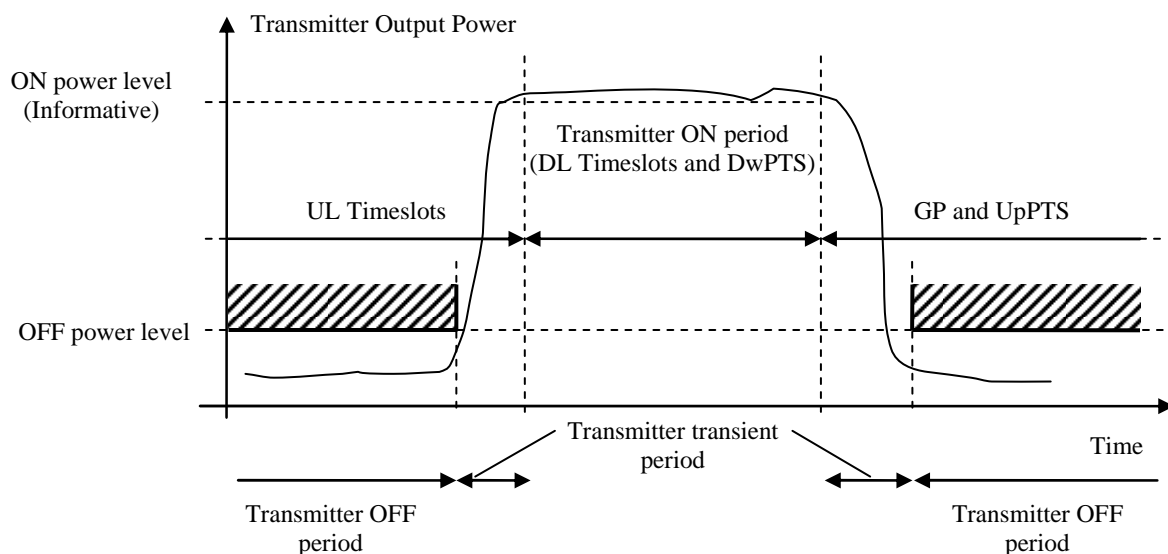 Transmitter Output Power
ON power level
(Informative)
Transmitter ON period
(DL Timeslots and DwPTS)
UL Timeslots
GP and UpPTS
OFF power level
Transmitter transient
period
Time
Transmitter OFF
period
Transmitter OFF
period